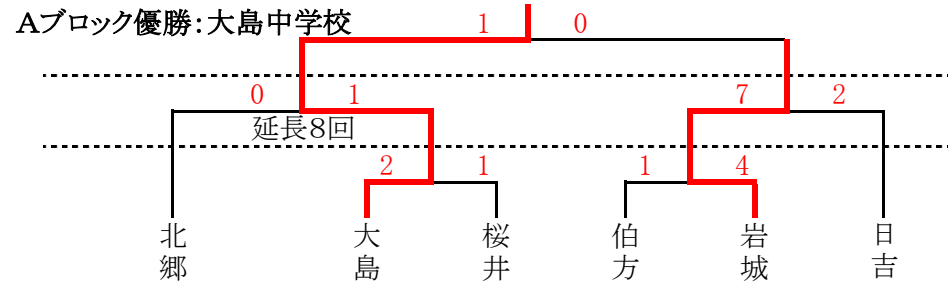 Aブロック優勝：大島中学校
1 0
0 1 7 2
延長8回
2 1 1 4
北郷 大島 桜井 伯方 岩城 日吉